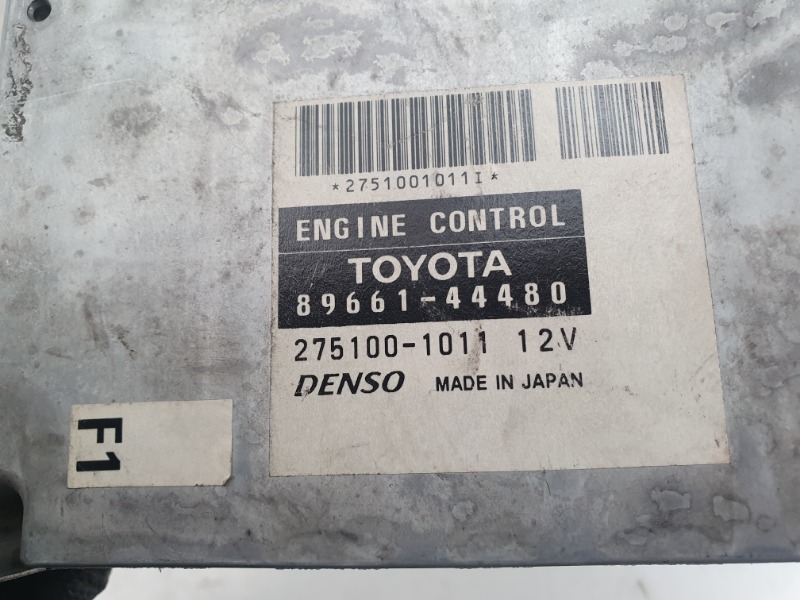 *2751001011I*
ENGINE CONTROL
TOYOTA
89661-44480
275100-1011 12V
DENSO MADE IN JAPAN
F1